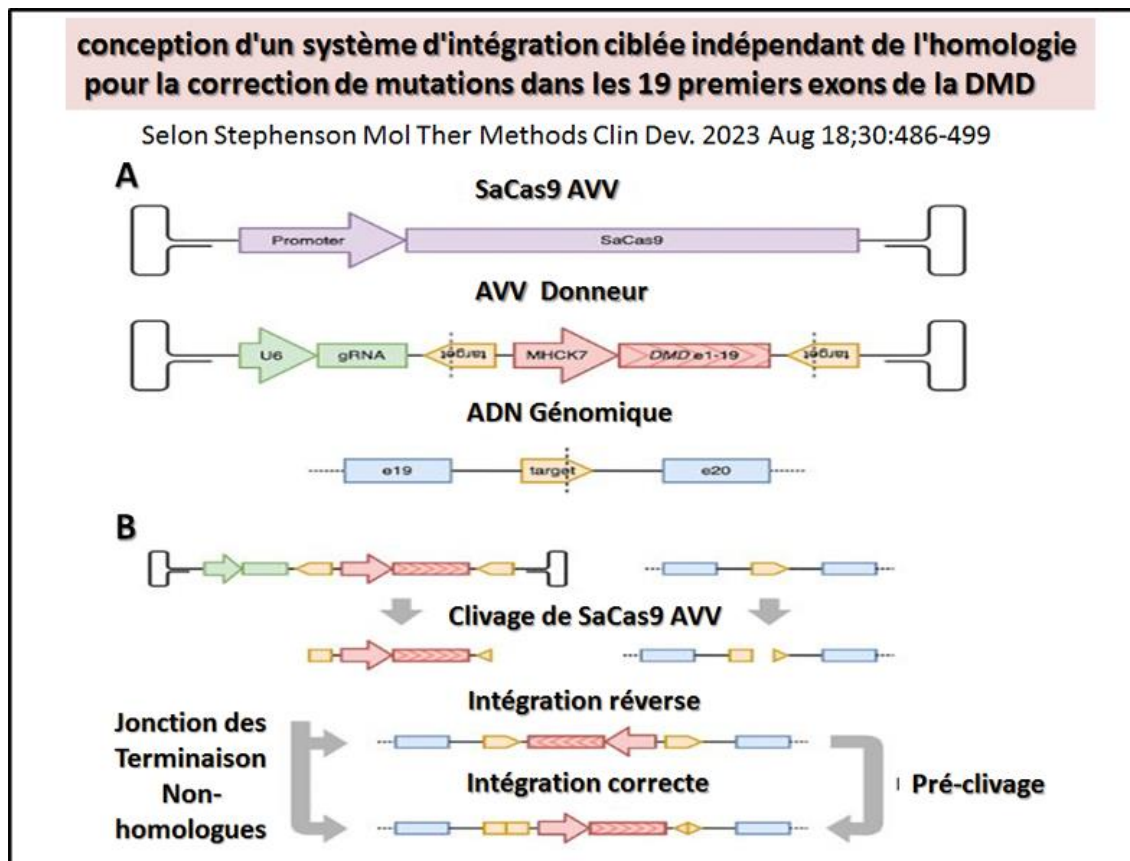 conception d'un système d'intégration ciblée indépendant de l'homologie
pour la correction de mutations dans les 19 premiers exons de la DMD
Selon Stephenson Mol Ther Methods Clin Dev. 2023 Aug 18;30:486-499
A
SaCas9 AVV
Promoter
SaCas9
AVV Donneur
U6
gRNA
target
MHCK7
DMD e1-19
target
ADN Génomique
e19
target
e20
B
Clivage de SaCas9 AVV
Intégration réverse
Jonction des
Terminaison
Non-
homologues
Intégration correcte
Pré-clivage